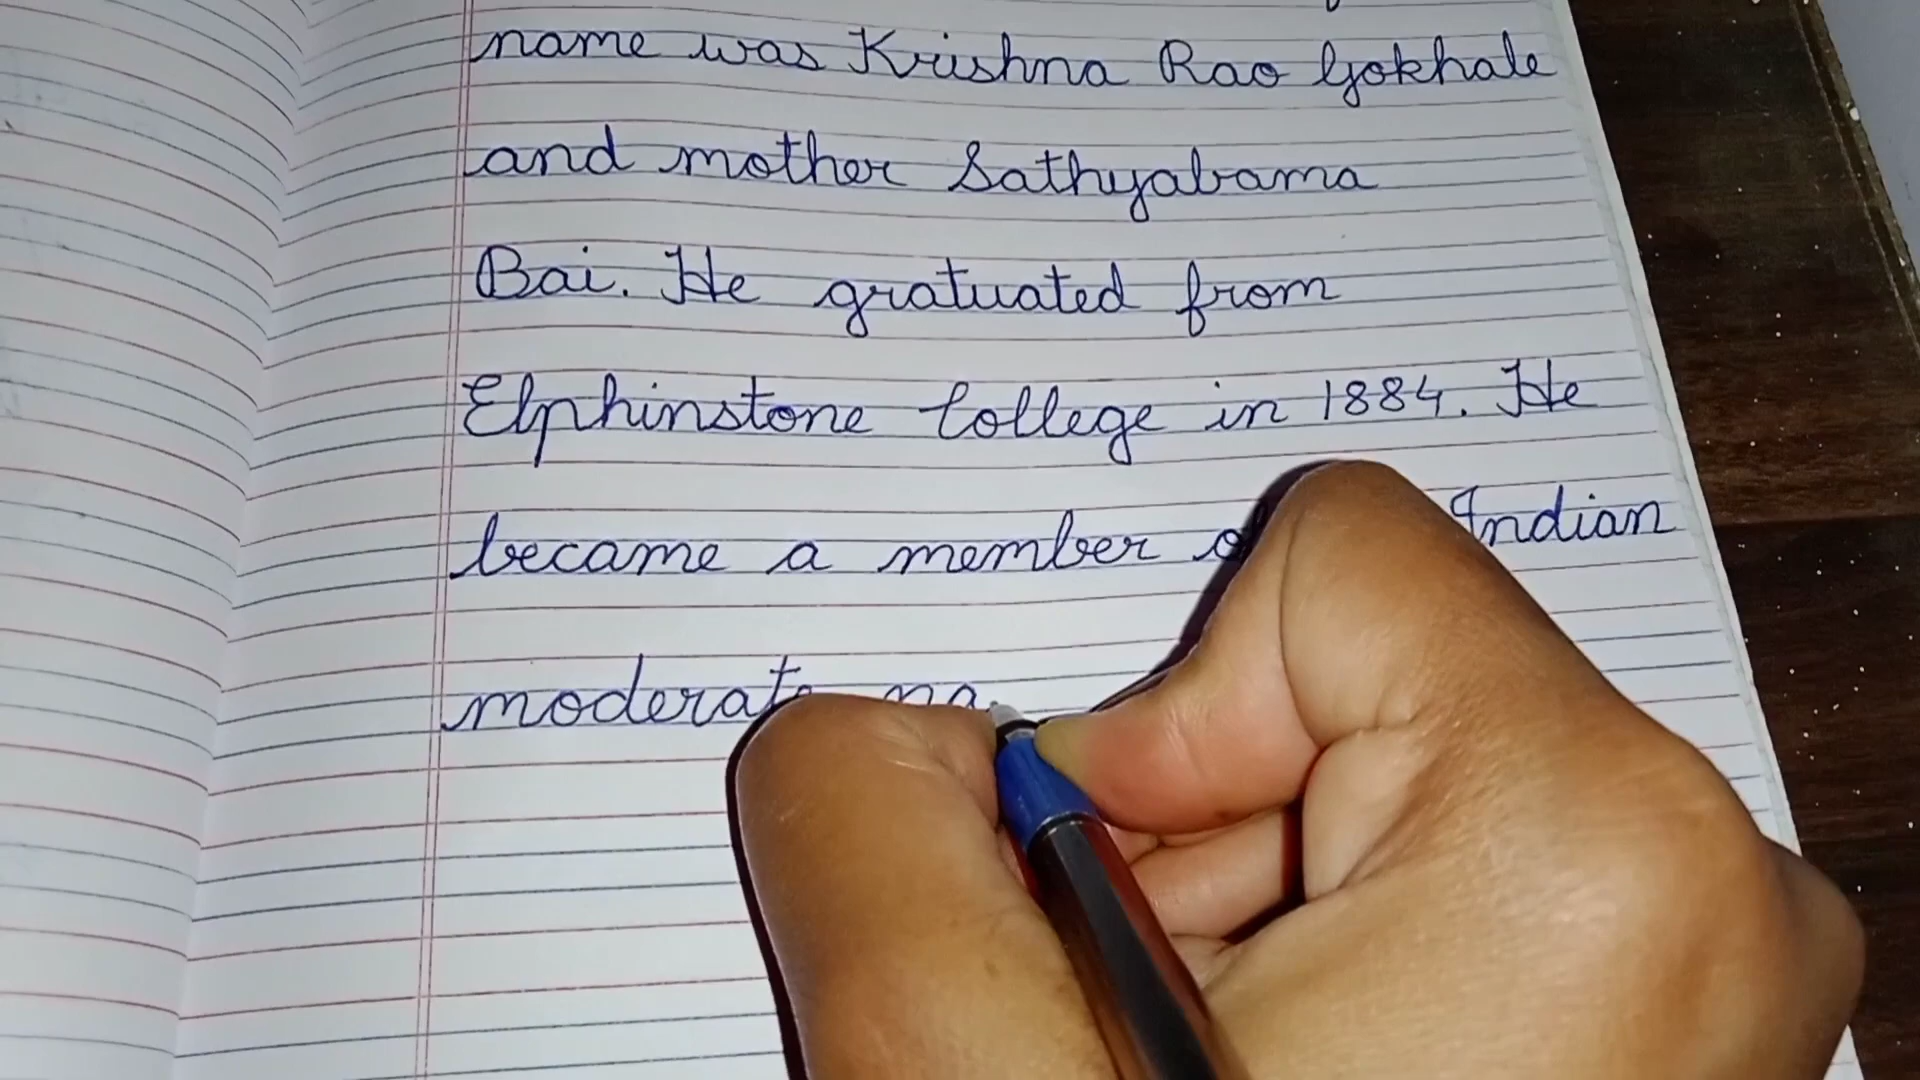 name was Krishna Rao Gokhale
and mother Sathyabama
Bai. He gratuated from
Elphinstone College in 1884. He
became a member Indian
moderate na